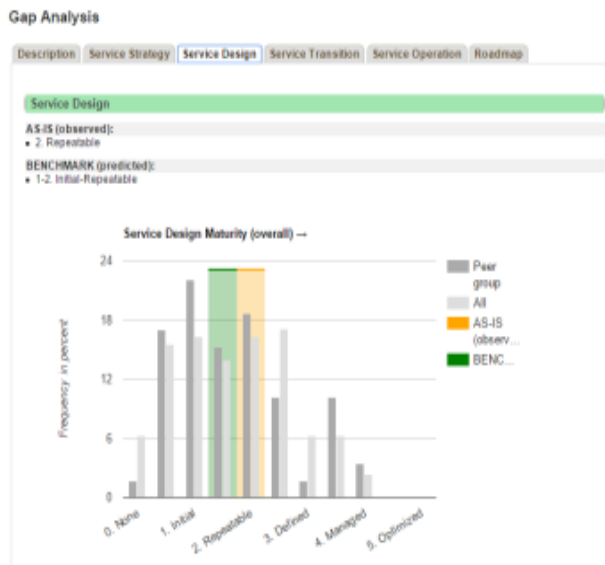 Gap Analysis
Description Service Strategy Service Design Service Transition Service Operation Roadmap
Service Design
AS-IS (observed):
• 2. Repeatable
BENCHMARK (predicted):
• 1-2. Initial-Repeatable
Service Design Maturity (overall) →
24
18
12
6
0
Frequency in percent
0. None
1. Initial
2. Repeatable
3. Defined
4. Managed
5. Optimized
Peer
group
All
AS-IS
(observ...
BENC...